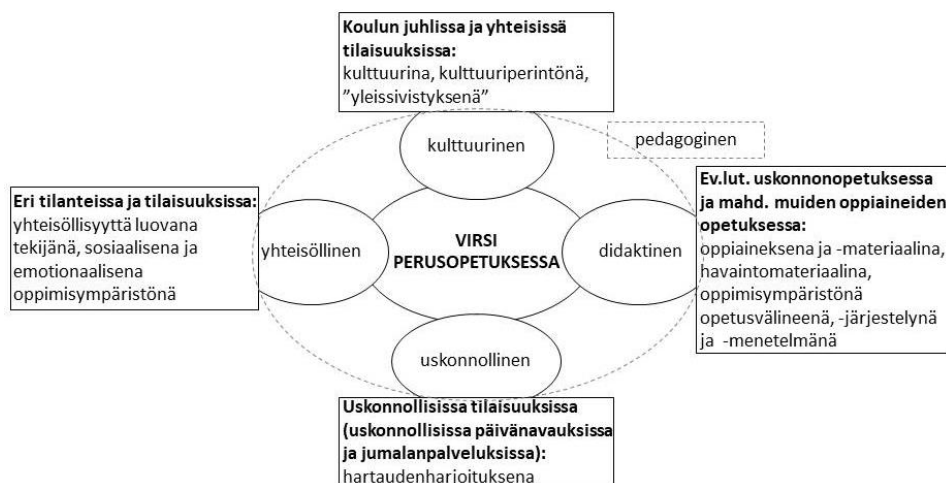 Koulun juhlissa ja yhteisissä
tilaisuuksissa:
kulttuurina, kulttuuriperintönä,
”yleissivistyksenä”
kulttuurinen
pedagoginen
Eri tilanteissa ja tilaisuuksissa:
yhteisöllisyyttä luovana
tekijänä, sosiaalisena ja
emotionaalisena
oppimisympäristönä
yhteisöllinen
VIRSI
PERUSOPETUKSESSA
didaktinen
Ev.lut. uskonnonopetuksessa
ja mahd. muiden oppiaineiden
opetuksessa:
oppiaineksena ja -materiaalina,
havaintomateriaalina,
oppimisympäristönä
opetusvälineenä, -järjestelynä
ja -menetelmänä
uskonnollinen
Uskonnollisissa tilaisuuksissa
(uskonnollisissa päivänavauksissa
ja jumalanpalveluksissa):
hartaudenharjoituksena